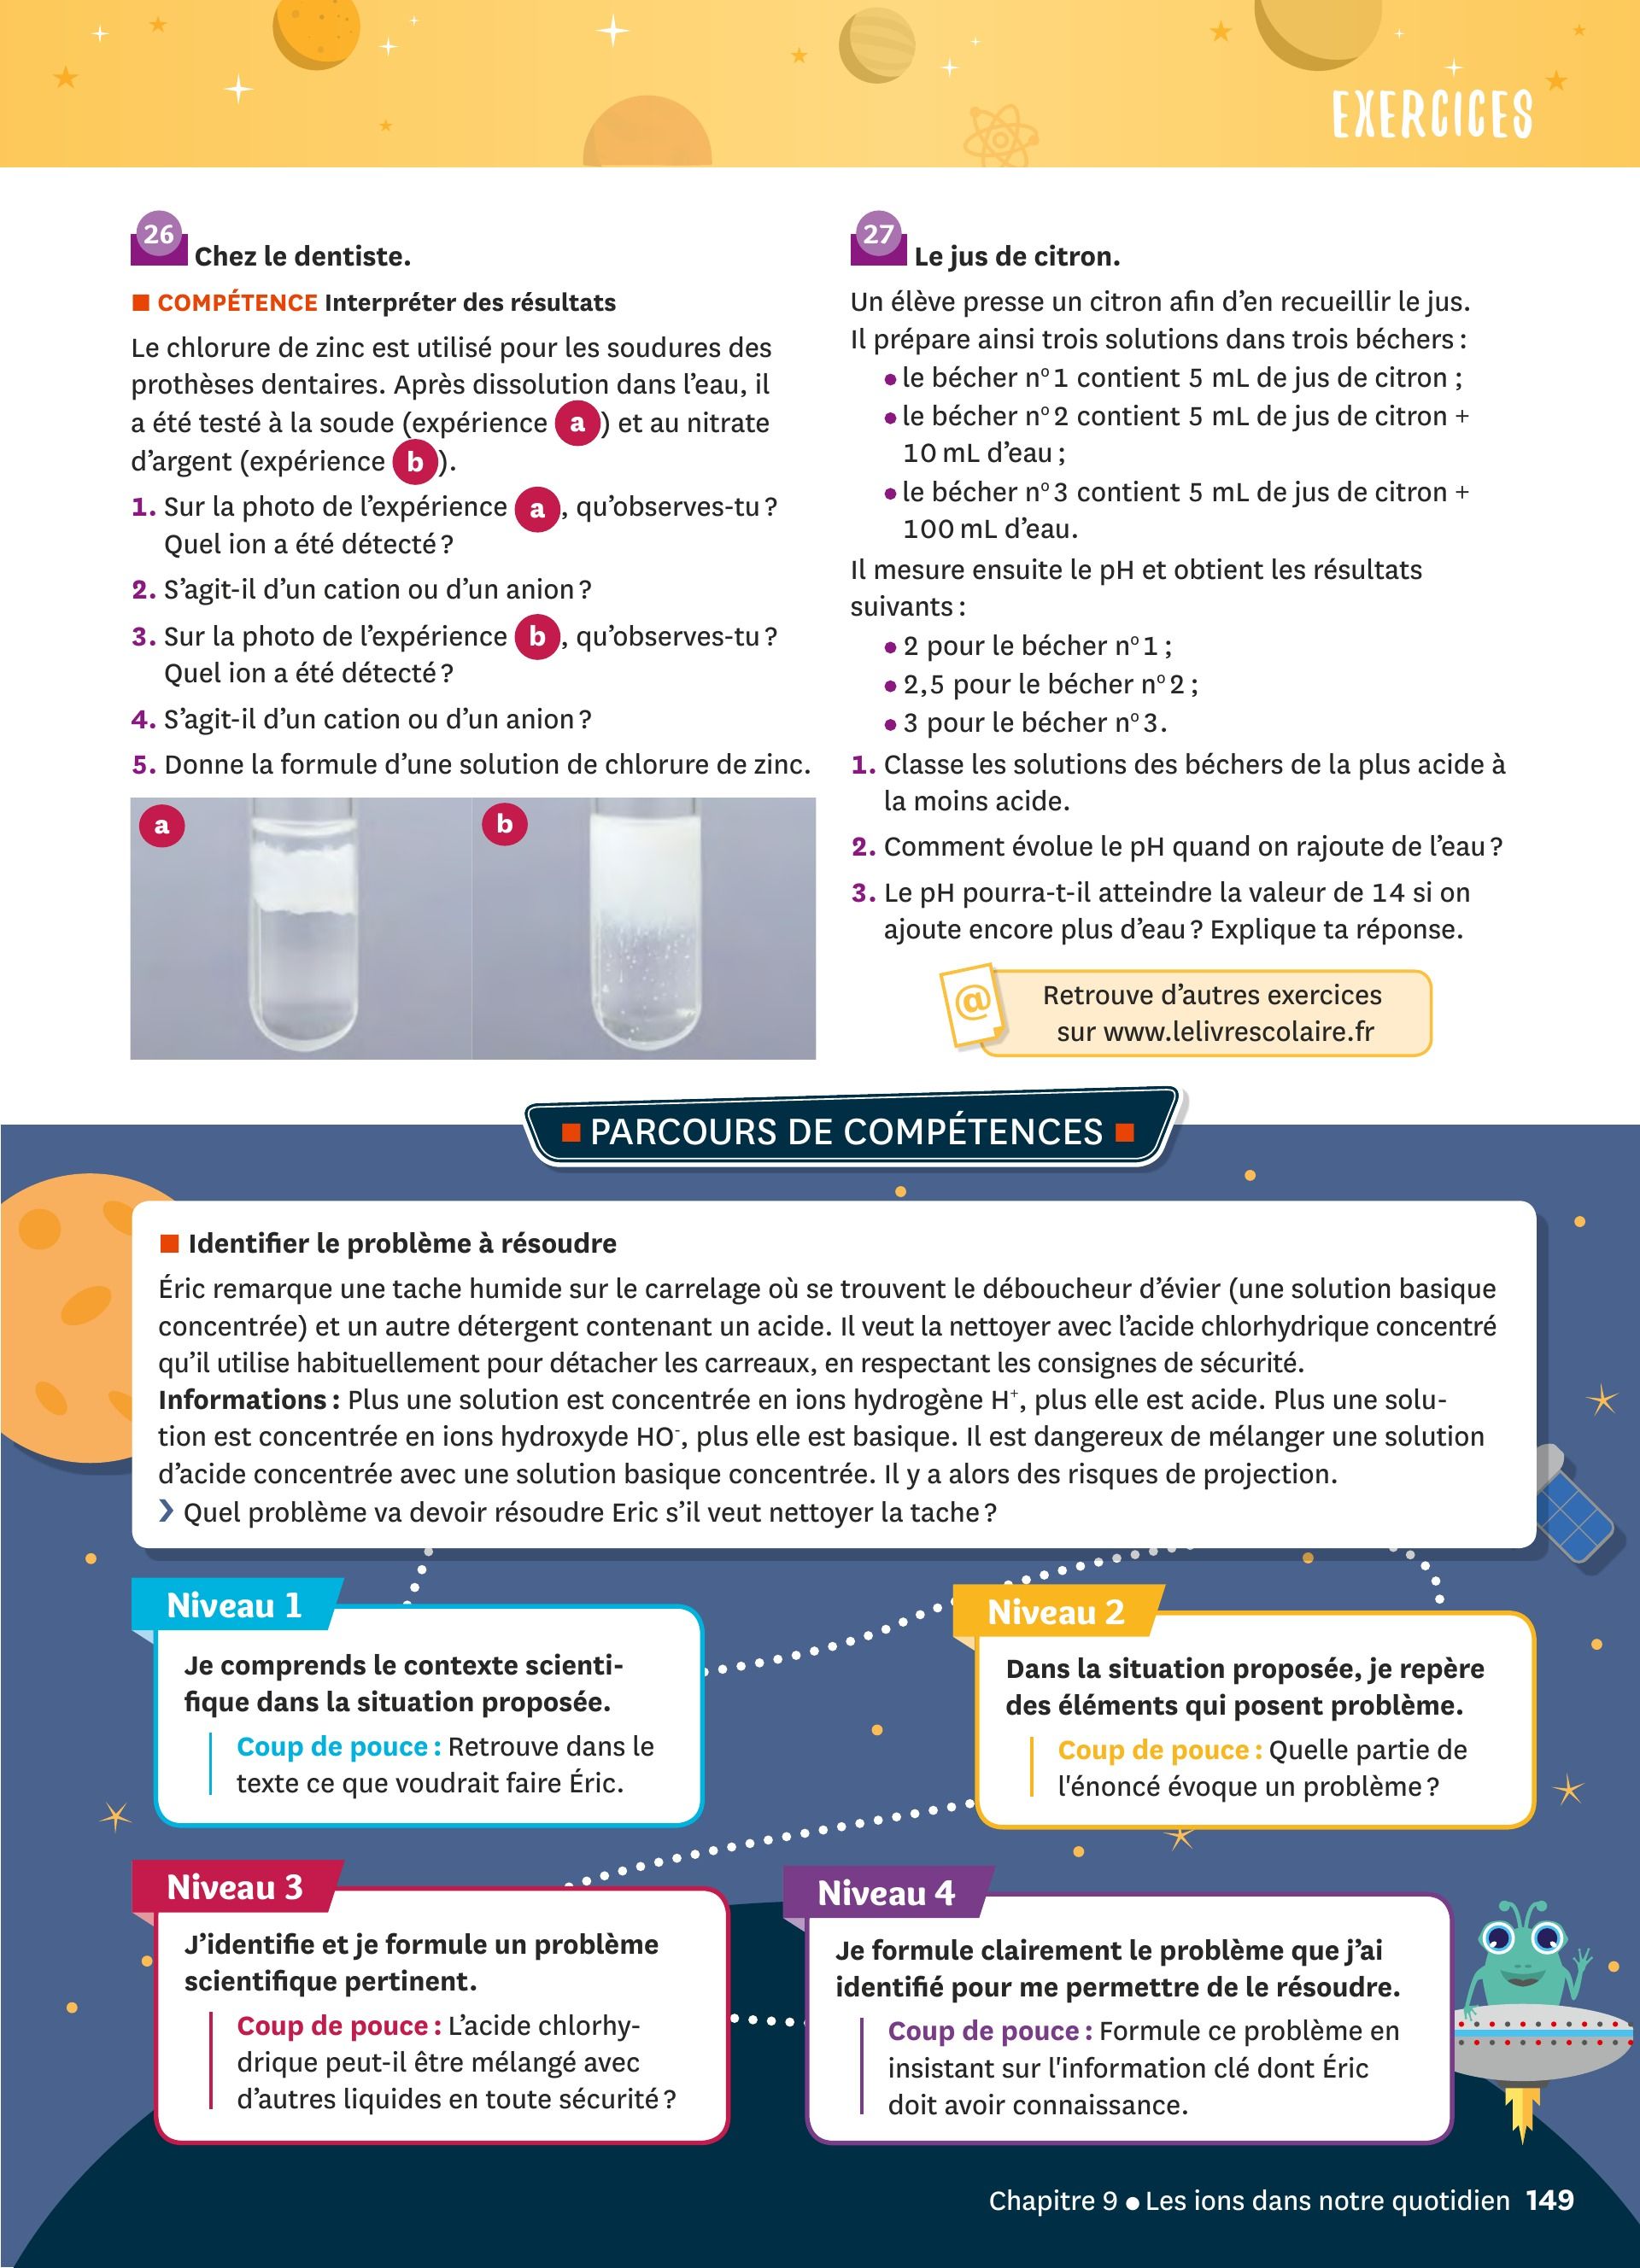 EXERCICES
26 Chez le dentiste.
■ COMPÉTENCE Interpréter des résultats
Le chlorure de zinc est utilisé pour les soudures des
prothèses dentaires. Après dissolution dans l’eau, il
a été testé à la soude (expérience a) et au nitrate
d’argent (expérience b).
1. Sur la photo de l’expérience a, qu’observes-tu ?
Quel ion a été détecté ?
2. S’agit-il d’un cation ou d’un anion ?
3. Sur la photo de l’expérience b, qu’observes-tu ?
Quel ion a été détecté ?
4. S’agit-il d’un cation ou d’un anion ?
5. Donne la formule d’une solution de chlorure de zinc.
a
b
27 Le jus de citron.
Un élève presse un citron afin d’en recueillir le jus.
Il prépare ainsi trois solutions dans trois béchers :
• le bécher nº 1 contient 5 mL de jus de citron ;
• le bécher nº 2 contient 5 mL de jus de citron +
10 mL d’eau ;
• le bécher nº 3 contient 5 mL de jus de citron +
100 mL d’eau.
Il mesure ensuite le pH et obtient les résultats
suivants :
• 2 pour le bécher nº 1 ;
• 2,5 pour le bécher nº 2 ;
• 3 pour le bécher nº 3.
1. Classe les solutions des béchers de la plus acide à
la moins acide.
2. Comment évolue le pH quand on rajoute de l’eau ?
3. Le pH pourra-t-il atteindre la valeur de 14 si on
ajoute encore plus d’eau ? Explique ta réponse.
@
Retrouve d’autres exercices
sur www.lelivrescolaire.fr
■ PARCOURS DE COMPÉTENCES ■
■ Identifier le problème à résoudre
Éric remarque une tache humide sur le carrelage où se trouvent le déboucheur d’évier (une solution basique
concentrée) et un autre détergent contenant un acide. Il veut la nettoyer avec l’acide chlorhydrique concentré
qu’il utilise habituellement pour détacher les carreaux, en respectant les consignes de sécurité.
Informations : Plus une solution est concentrée en ions hydrogène H⁺, plus elle est acide. Plus une solu-
tion est concentrée en ions hydroxyde HO⁻, plus elle est basique. Il est dangereux de mélanger une solution
d’acide concentrée avec une solution basique concentrée. Il y a alors des risques de projection.
❯ Quel problème va devoir résoudre Eric s’il veut nettoyer la tache ?
Niveau 1
Je comprends le contexte scienti-
fique dans la situation proposée.
Coup de pouce : Retrouve dans le
texte ce que voudrait faire Éric.
Niveau 2
Dans la situation proposée, je repère
des éléments qui posent problème.
Coup de pouce : Quelle partie de
l'énoncé évoque un problème ?
Niveau 3
J’identifie et je formule un problème
scientifique pertinent.
Coup de pouce : L’acide chlorhy-
drique peut-il être mélangé avec
d’autres liquides en toute sécurité ?
Niveau 4
Je formule clairement le problème que j’ai
identifié pour me permettre de le résoudre.
Coup de pouce : Formule ce problème en
insistant sur l'information clé dont Éric
doit avoir connaissance.
Chapitre 9 • Les ions dans notre quotidien 149